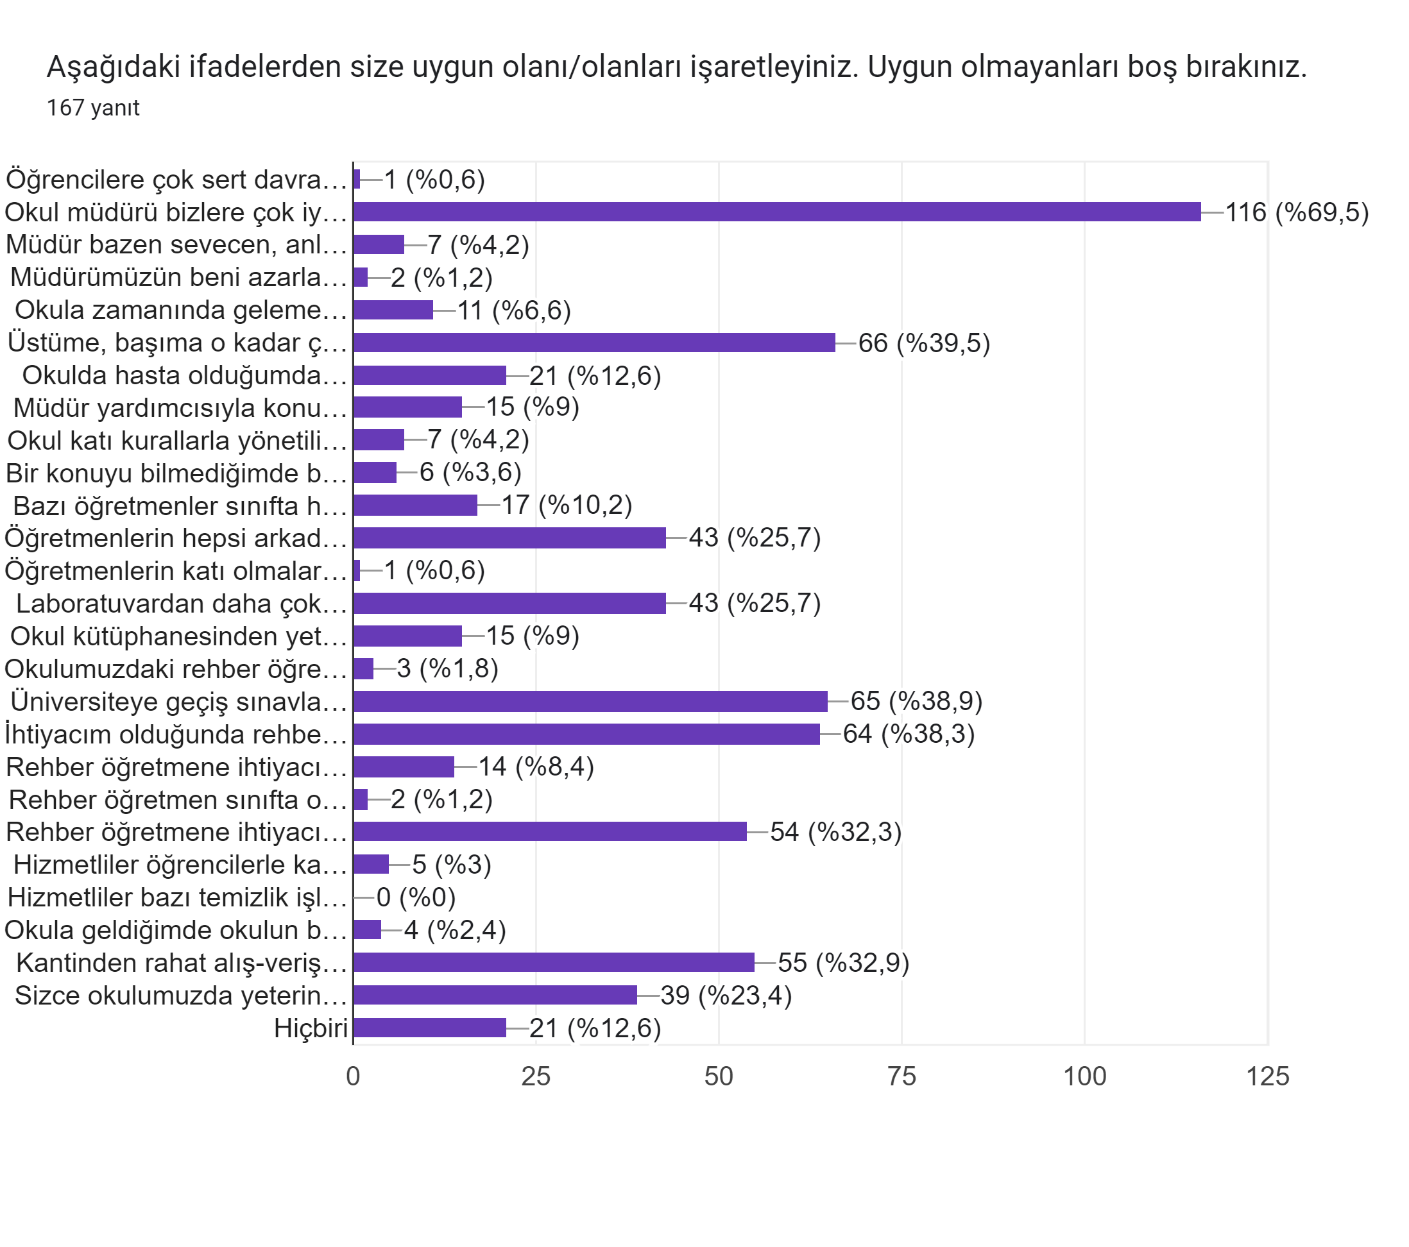 Aşağıdaki ifadelerden size uygun olanı/olanları işaretleyiniz. Uygun olmayanları boş bırakınız.
167 yanıt
Öğrencilere çok sert davra… 1 (%0,6)
Okul müdürü bizlere çok iy… 116 (%69,5)
Müdür bazen sevecen, anl… 7 (%4,2)
Müdürümüzün beni azarla… 2 (%1,2)
Okula zamanında geleme… 11 (%6,6)
Üstüme, başıma o kadar ç… 66 (%39,5)
Okulda hasta olduğumda… 21 (%12,6)
Müdür yardımcısıyla konu… 15 (%9)
Okul katı kurallarla yönetili… 7 (%4,2)
Bir konuyu bilmediğimde b… 6 (%3,6)
Bazı öğretmenler sınıfta h… 17 (%10,2)
Öğretmenlerin hepsi arkad… 43 (%25,7)
Öğretmenlerin katı olmalar… 1 (%0,6)
Laboratuvardan daha çok… 43 (%25,7)
Okul kütüphanesinden yet… 15 (%9)
Okulumuzdaki rehber öğre… 3 (%1,8)
Üniversiteye geçiş sınavla… 65 (%38,9)
İhtiyacım olduğunda rehbe… 64 (%38,3)
Rehber öğretmene ihtiyacı… 14 (%8,4)
Rehber öğretmen sınıfta o… 2 (%1,2)
Rehber öğretmene ihtiyacı… 54 (%32,3)
Hizmetliler öğrencilerle ka… 5 (%3)
Hizmetliler bazı temizlik işl… 0 (%0)
Okula geldiğimde okulun b… 4 (%2,4)
Kantinden rahat alış-veriş… 55 (%32,9)
Sizce okulumuzda yeterin… 39 (%23,4)
Hiçbiri 21 (%12,6)
0 25 50 75 100 125